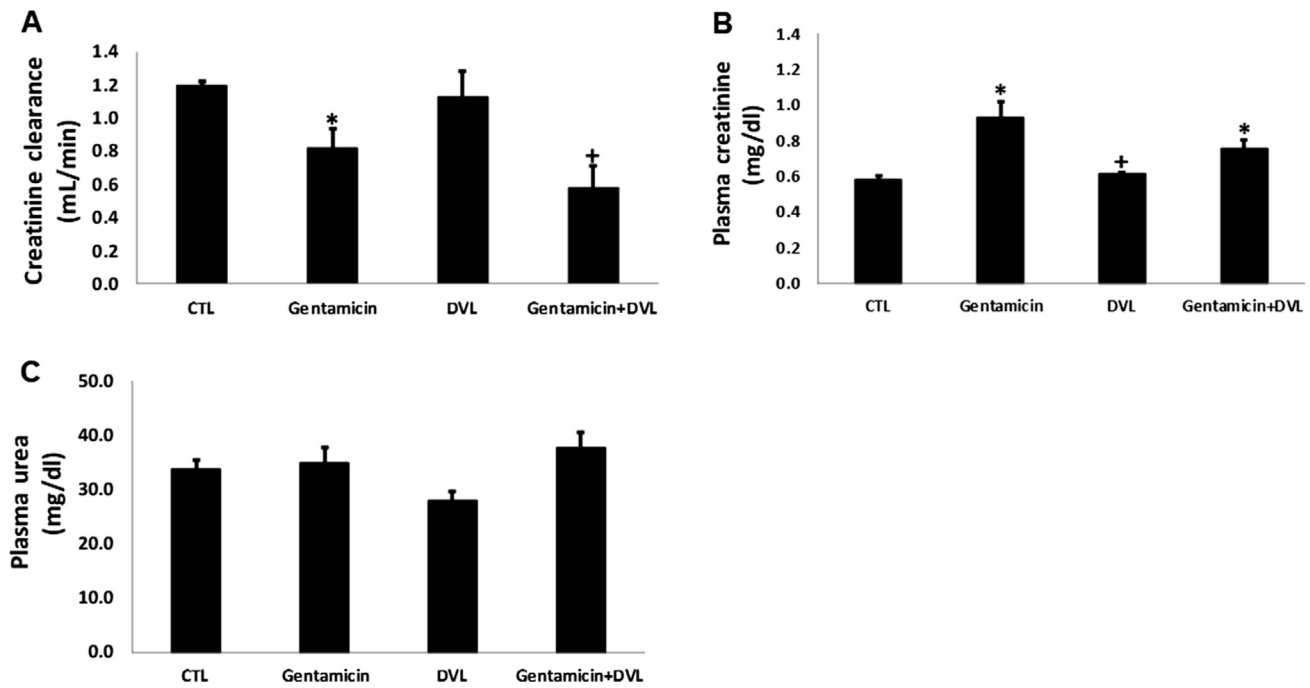 A
Creatinine clearance
(mL/min)
1.4
1.2
1.0
0.8
0.6
0.4
0.2
0.0
*
+
CTL
Gentamicin
DVL
Gentamicin+DVL
B
Plasma creatinine
(mg/dl)
1.4
1.2
1.0
0.8
0.6
0.4
0.2
0.0
*
+
*
CTL
Gentamicin
DVL
Gentamicin+DVL
C
Plasma urea
(mg/dl)
50.0
40.0
30.0
20.0
10.0
0.0
CTL
Gentamicin
DVL
Gentamicin+DVL